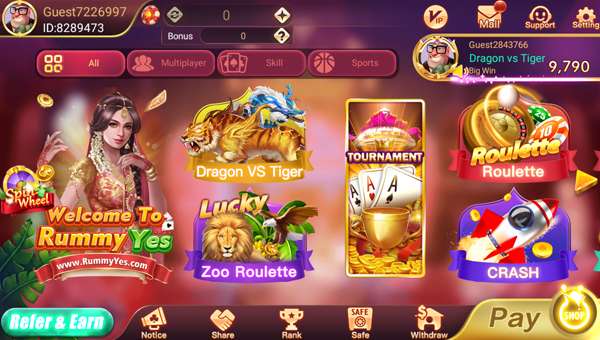 Guest7226997
ID:8289473
0
Bonus 0 ?
VIP
Mail
Support
Setting
All
Multiplayer
Skill
Sports
Guest2843766
Dragon vs Tiger
Big Win
9,790
Spin
Wheel
Welcome To
Rummy Yes
www.RummyYes.com
Dragon VS Tiger
Lucky
Zoo Roulette
TOURNAMENT
A A A
25
10
Roulette
Roulette
CRASH
Refer & Earn
Notice
Share
Rank
SAFE
Safe
Withdraw
Pay
SHOP